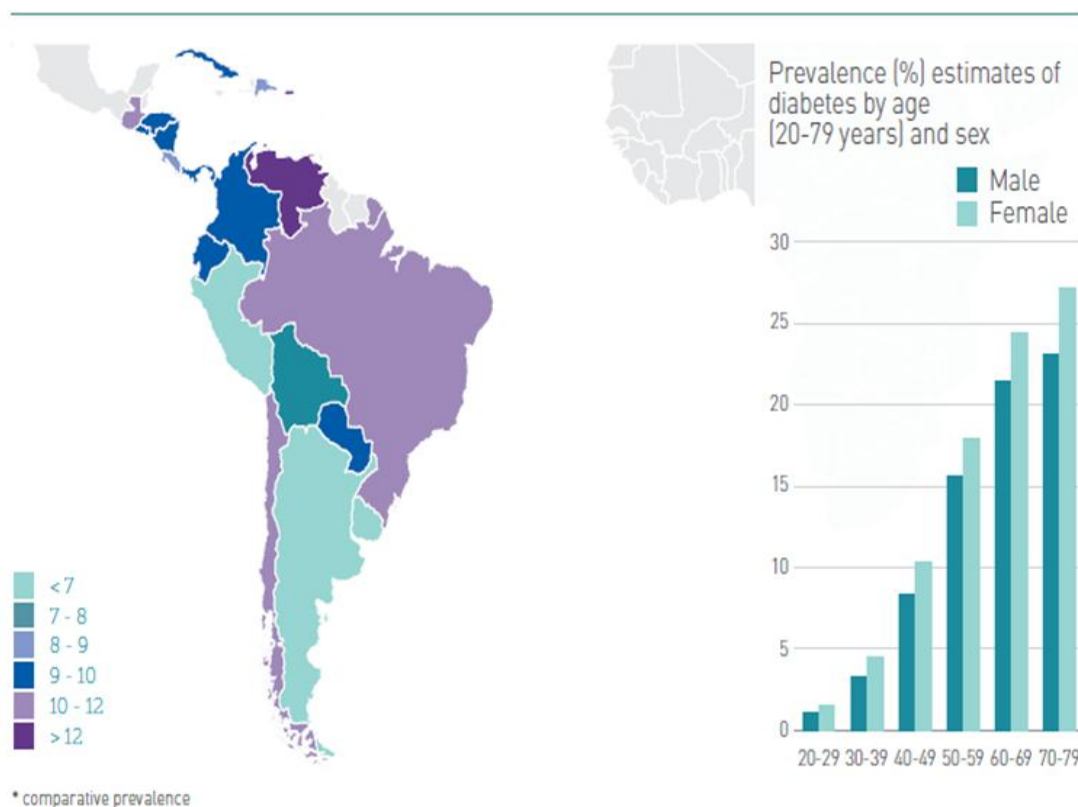 Prevalence (%) estimates of
diabetes by age
(20-79 years) and sex
Male
Female
30
25
20
15
10
5
0
20-29 30-39 40-49 50-59 60-69 70-79
<7
7 - 8
8 - 9
9 - 10
10 - 12
>12
* comparative prevalence